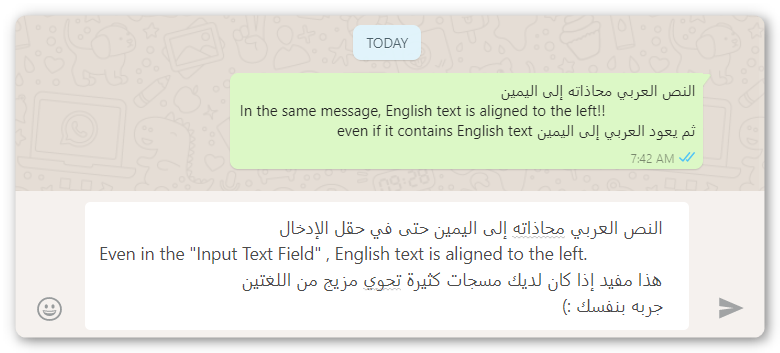 TODAY
النص العربي محاذاته إلى اليمين
In the same message, English text is aligned to the left!!
ثم يعود العربي إلى اليمين even if it contains English text
7:42 AM
النص العربي محاذاته إلى اليمين حتى في حقل الإدخال
Even in the "Input Text Field" , English text is aligned to the left.
هذا مفيد إذا كان لديك مسجات كثيرة تحوي مزيج من اللغتين
جربه بنفسك :)